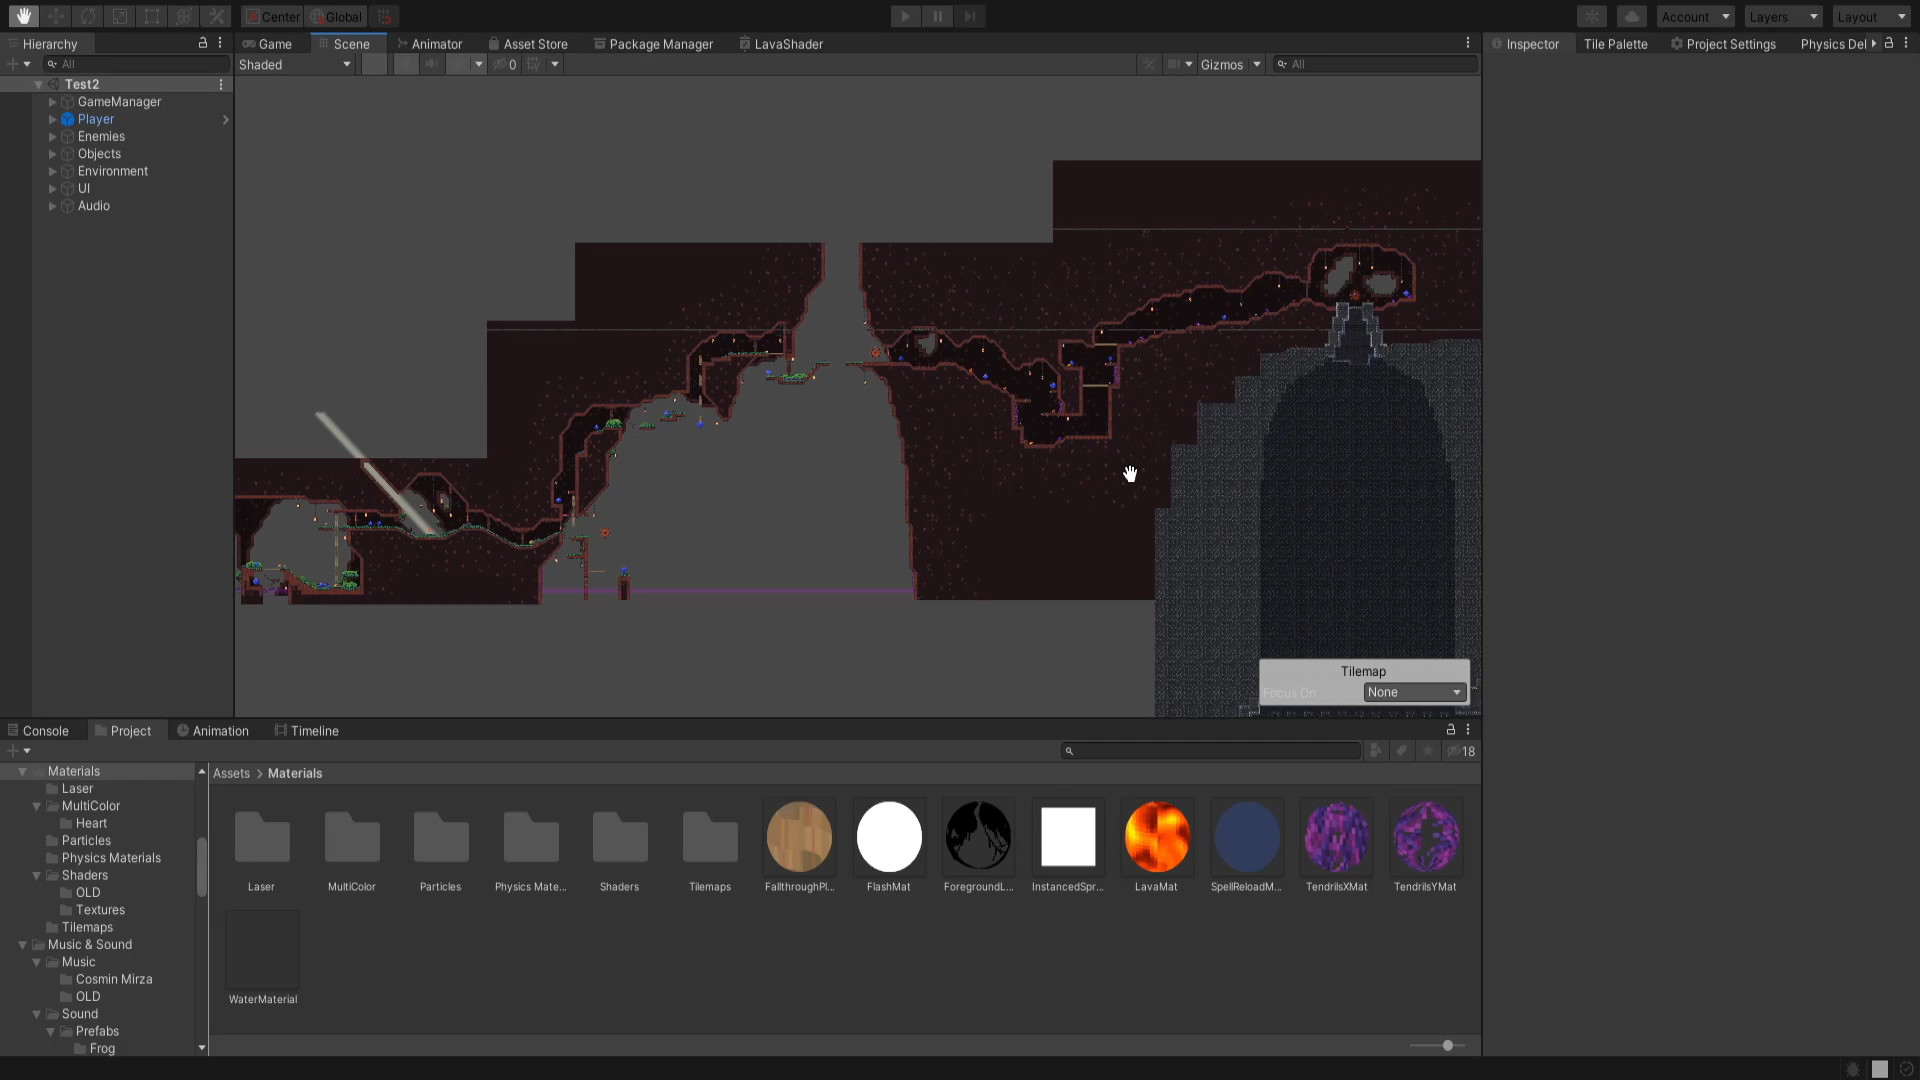 Center Global
Account Layers Layout
Hierarchy
Game Scene Animator Asset Store Package Manager LavaShader
Inspector Tile Palette Project Settings Physics Del
All
Shaded
0
Gizmos
All
Test2
GameManager
Player
Enemies
Objects
Environment
UI
Audio
Tilemap
Focus On None
Console Project Animation Timeline
18
Assets > Materials
Materials
Laser
MultiColor
Heart
Particles
Physics Materials
Shaders
OLD
Textures
Tilemaps
Music & Sound
Music
Cosmin Mirza
OLD
Sound
Prefabs
Frog
Laser MultiColor Particles Physics Mate... Shaders Tilemaps FallthroughPl... FlashMat ForegroundL... InstancedSpr... LavaMat SpellReloadM... TendrilsXMat TendrilsYMat
WaterMaterial